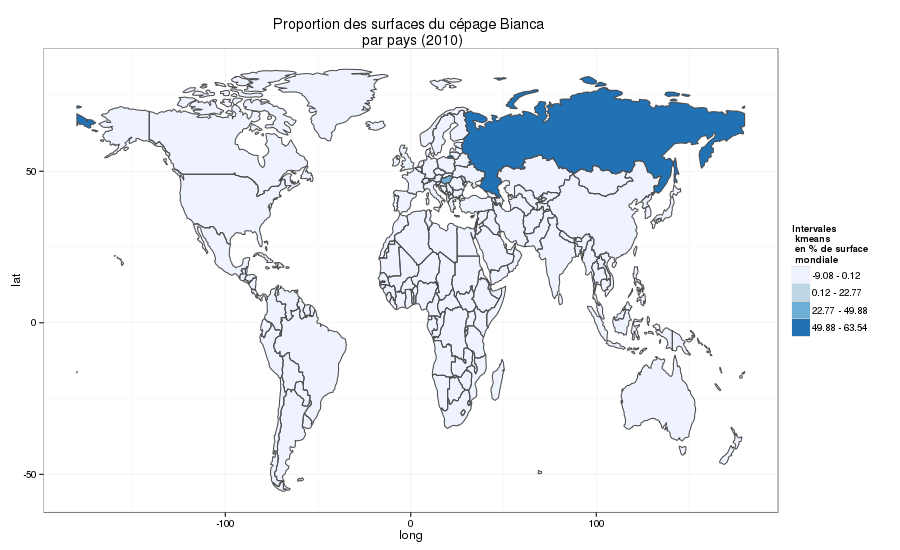 Proportion des surfaces du cépage Bianca
par pays (2010)
50
0
-50
lat
-100
0
100
long
Intervales
kmeans
en % de surface
mondiale
-9.08 - 0.12
0.12 - 22.77
22.77 - 49.88
49.88 - 63.54